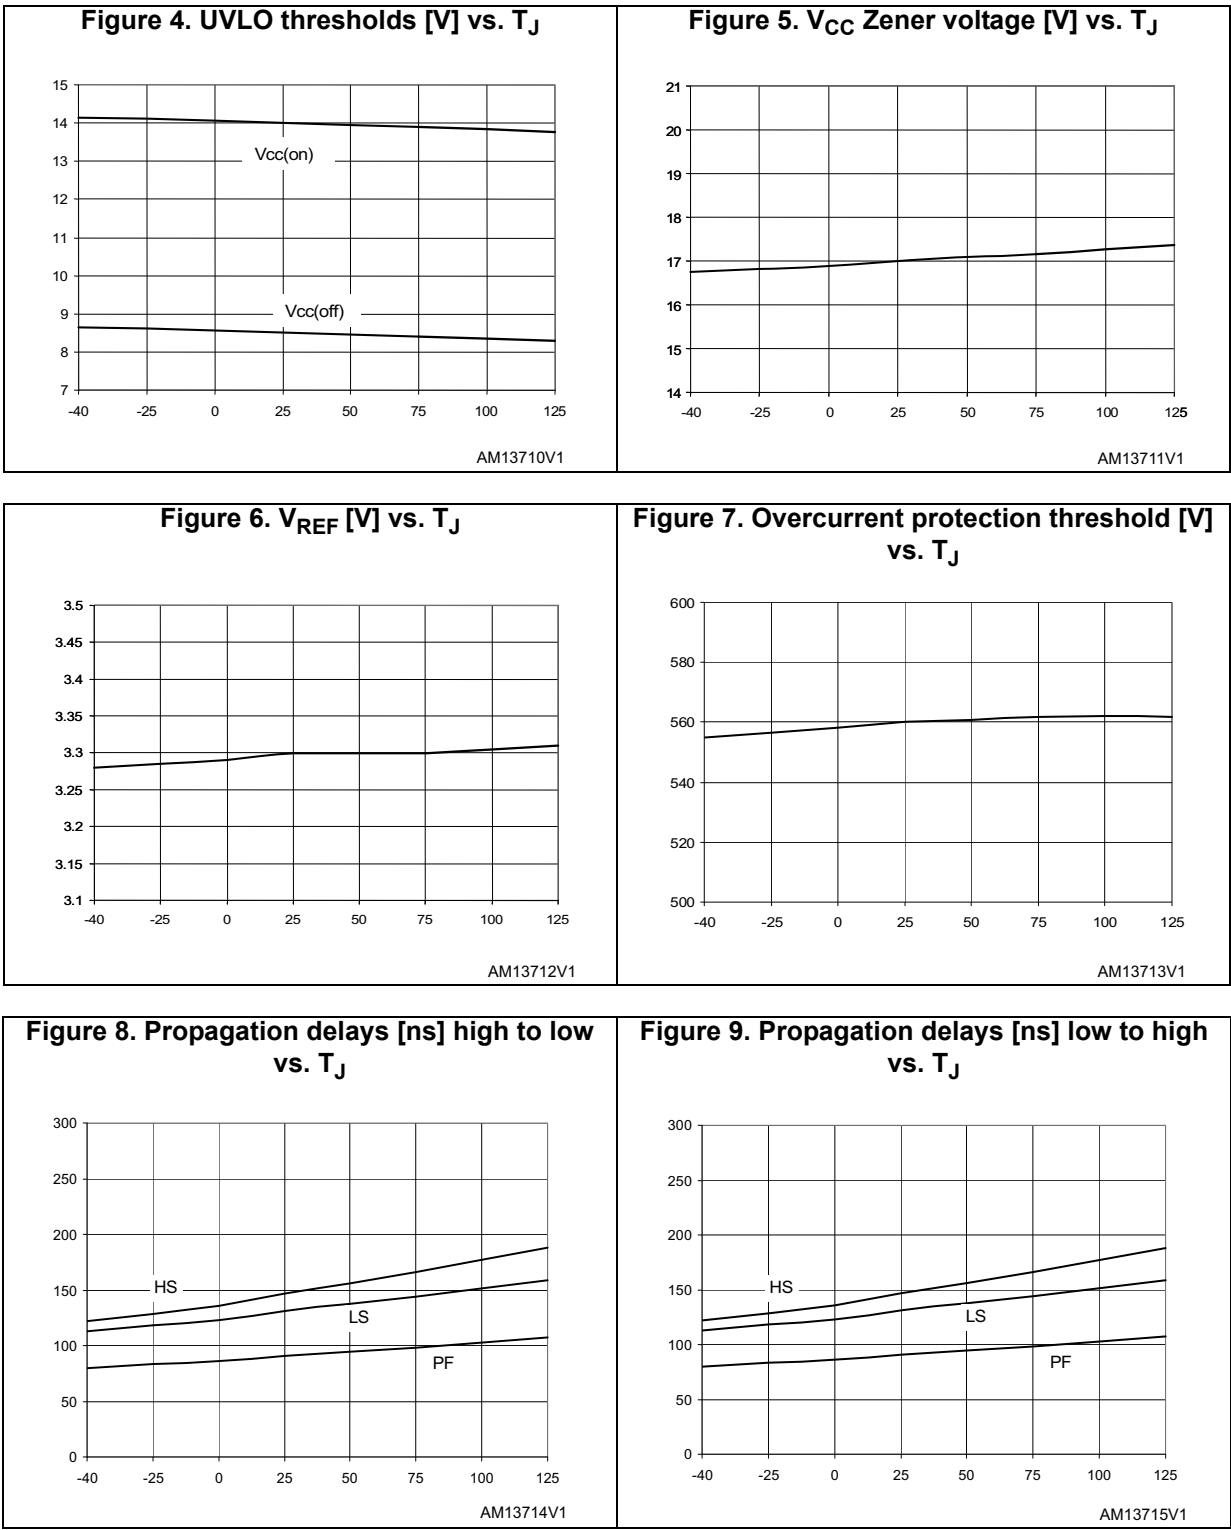 Figure 4. UVLO thresholds [V] vs. TJ
15
14
13
12
11
10
9
8
7
Vcc(on)
Vcc(off)
-40 -25 0 25 50 75 100 125
AM13710V1
Figure 5. VCC Zener voltage [V] vs. TJ
21
20
19
18
17
16
15
14
-40 -25 0 25 50 75 100 125
AM13711V1
Figure 6. VREF [V] vs. TJ
3.5
3.45
3.4
3.35
3.3
3.25
3.2
3.15
3.1
-40 -25 0 25 50 75 100 125
AM13712V1
Figure 7. Overcurrent protection threshold [V]
vs. TJ
600
580
560
540
520
500
-40 -25 0 25 50 75 100 125
AM13713V1
Figure 8. Propagation delays [ns] high to low
vs. TJ
300
250
200
150
100
50
0
HS
LS
PF
-40 -25 0 25 50 75 100 125
AM13714V1
Figure 9. Propagation delays [ns] low to high
vs. TJ
300
250
200
150
100
50
0
HS
LS
PF
-40 -25 0 25 50 75 100 125
AM13715V1